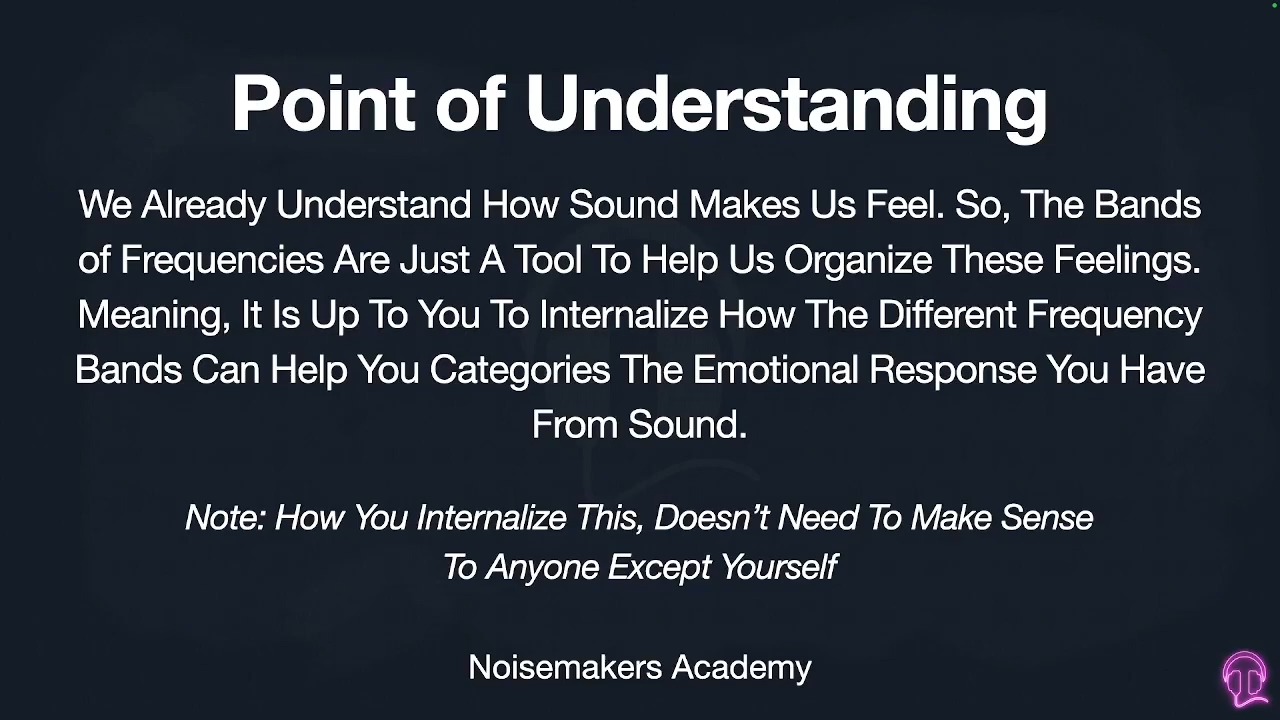 Point of Understanding
We Already Understand How Sound Makes Us Feel. So, The Bands
of Frequencies Are Just A Tool To Help Us Organize These Feelings.
Meaning, It Is Up To You To Internalize How The Different Frequency
Bands Can Help You Categories The Emotional Response You Have
From Sound.
Note: How You Internalize This, Doesn’t Need To Make Sense
To Anyone Except Yourself
Noisemakers Academy